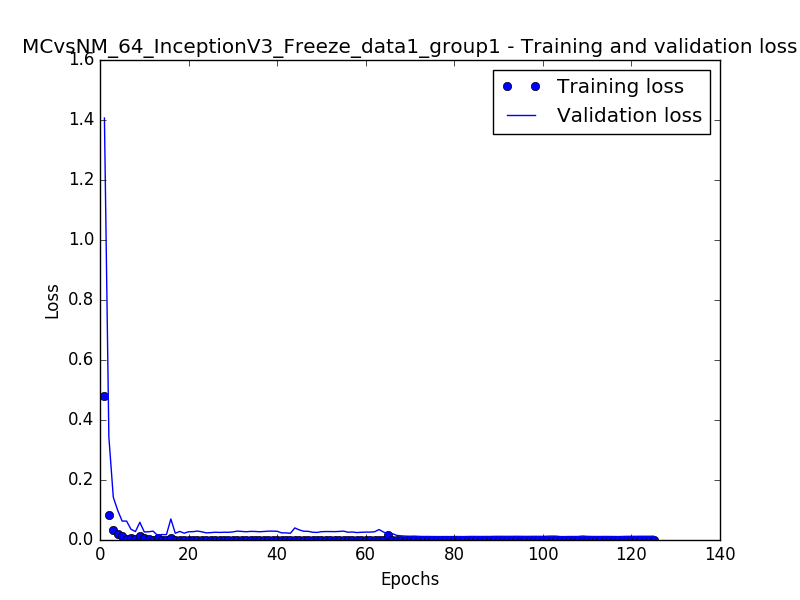 MCvsNM_64_InceptionV3_Freeze_data1_group1 - Training and validation loss
Training loss
Validation loss
1.6
1.4
1.2
1.0
0.8
0.6
0.4
0.2
0.0
Loss
0 20 40 60 80 100 120 140
Epochs